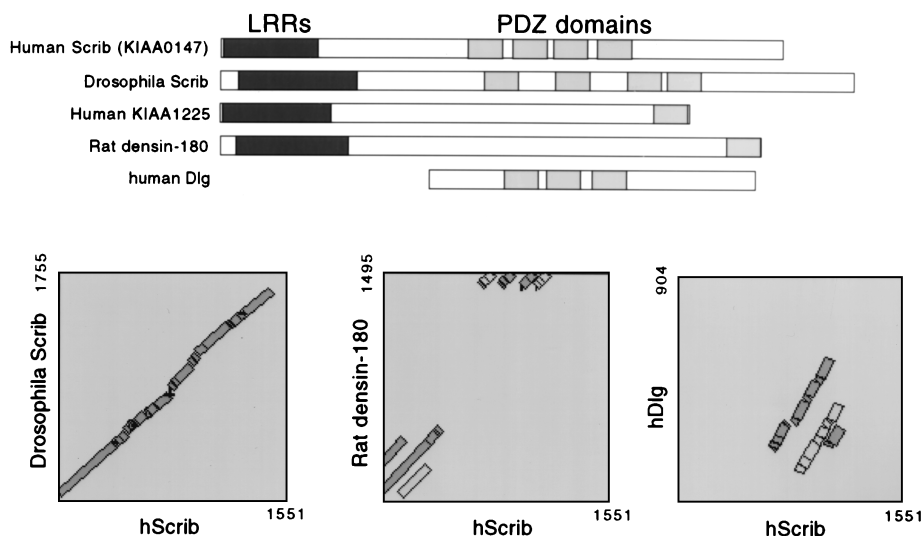 LRRs PDZ domains
Human Scrib (KIAA0147)
Drosophila Scrib
Human KIAA1225
Rat densin-180
human Dlg
1755
Drosophila Scrib
1551
hScrib
1495
Rat densin-180
1551
hScrib
904
hDlg
1551
hScrib